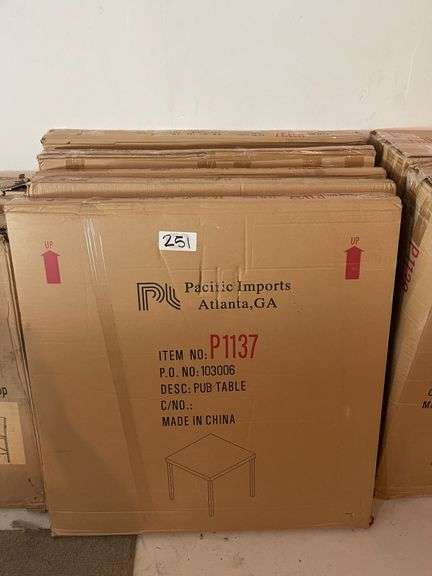 251
UP
UP
PI Pacific Imports
Atlanta,GA
ITEM NO: P1137
P.O. NO: 103006
DESC: PUB TABLE
C/NO.:
MADE IN CHINA